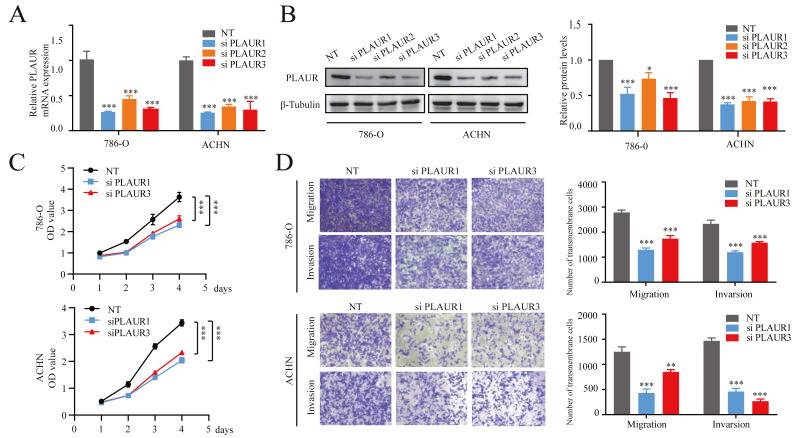 A
Relative PLAUR
mRNA expression
1.5
1.0
0.5
0.0
NT
si PLAUR1
si PLAUR2
si PLAUR3
*** *** ***
*** *** ***
786-O
ACHN
B
NT
si PLAUR1
si PLAUR2
si PLAUR3
NT
si PLAUR1
si PLAUR2
si PLAUR3
PLAUR
β-Tubulin
786-O
ACHN
Relative protein levels
1.5
1.0
0.5
0.0
NT
si PLAUR1
si PLAUR2
si PLAUR3
*** * ***
*** *** ***
786-0
ACHN
C
786-O
OD value
5
4
3
2
1
0
NT
si PLAUR1
si PLAUR3
***
***
0 1 2 3 4 5 days
ACHN
OD value
4
3
2
1
0
NT
siPLAUR1
siPLAUR3
***
***
0 1 2 3 4 5 days
D
NT
si PLAUR1
si PLAUR3
786-O
Migration
Invasion
NT
si PLAUR1
si PLAUR3
ACHN
Migration
Invasion
Number of transmembrane cells
4000
3000
2000
1000
0
NT
si PLAUR1
si PLAUR3
*** ***
*** ***
Migration
Invarsion
Number of transmembrane cells
2000
1500
1000
500
0
NT
si PLAUR1
si PLAUR3
*** **
*** ***
Migration
Inversion